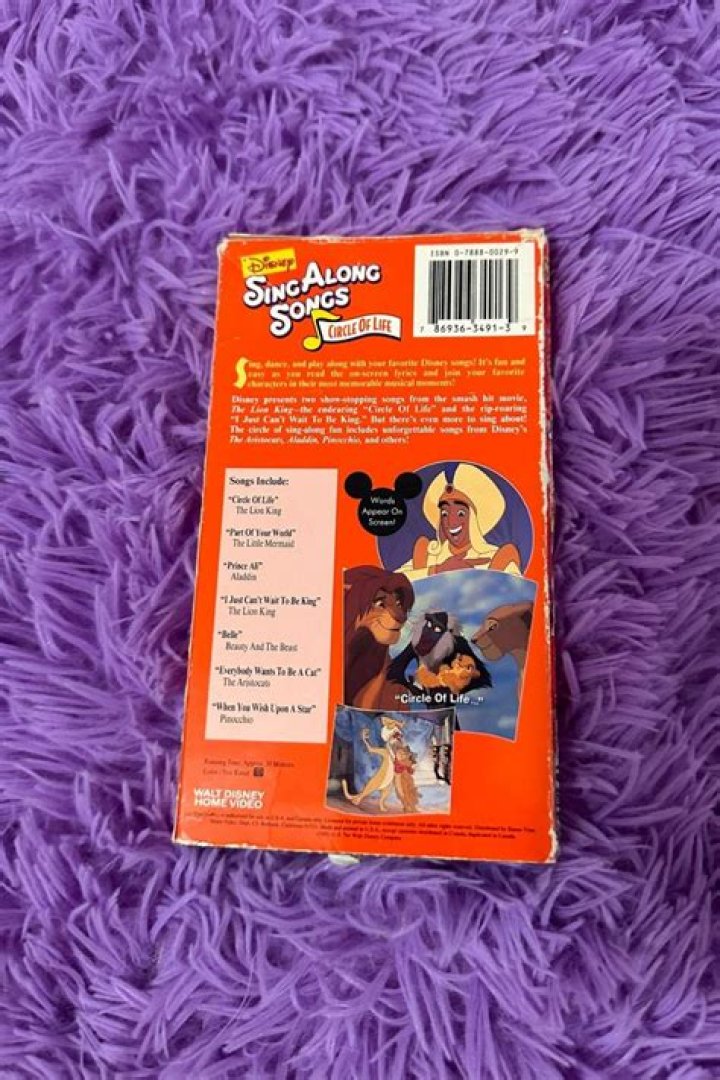 Disney
SING ALONG
SONGS
CIRCLE OF LIFE
ISBN 0-7888-0029-9
7 86936-3491-3 9
Sing, dance, and play along with your favorite Disney songs! It's fun and
easy as you read the on-screen lyrics and join your favorite
characters in their most memorable musical moments!
Disney presents two show-stopping songs from the smash hit movie,
The Lion King—the endearing "Circle Of Life" and the rip-roaring
"I Just Can't Wait To Be King." But there's even more to sing about!
The circle of sing-along fun includes unforgettable songs from Disney's
The Aristocats, Aladdin, Pinocchio, and others!
Songs Include:
"Circle Of Life"
The Lion King
"Part Of Your World"
The Little Mermaid
"Prince Ali"
Aladdin
"I Just Can't Wait To Be King"
The Lion King
"Belle"
Beauty And The Beast
"Everybody Wants To Be A Cat"
The Aristocats
"When You Wish Upon A Star"
Pinocchio
Words
Appear On
Screen!
"Circle Of Life..."
Running Time: Approx. 30 Minutes
WALT DISNEY
HOME VIDEO